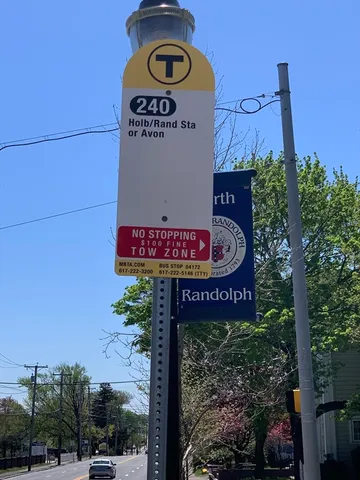 T
240
Holb/Rand Sta
or Avon
NO STOPPING
$100 FINE
TOW ZONE
MBTA.COM BUS STOP 04172
617-222-3200 617-222-5146 (TTY)
rth
RANDOLPH
Randolph